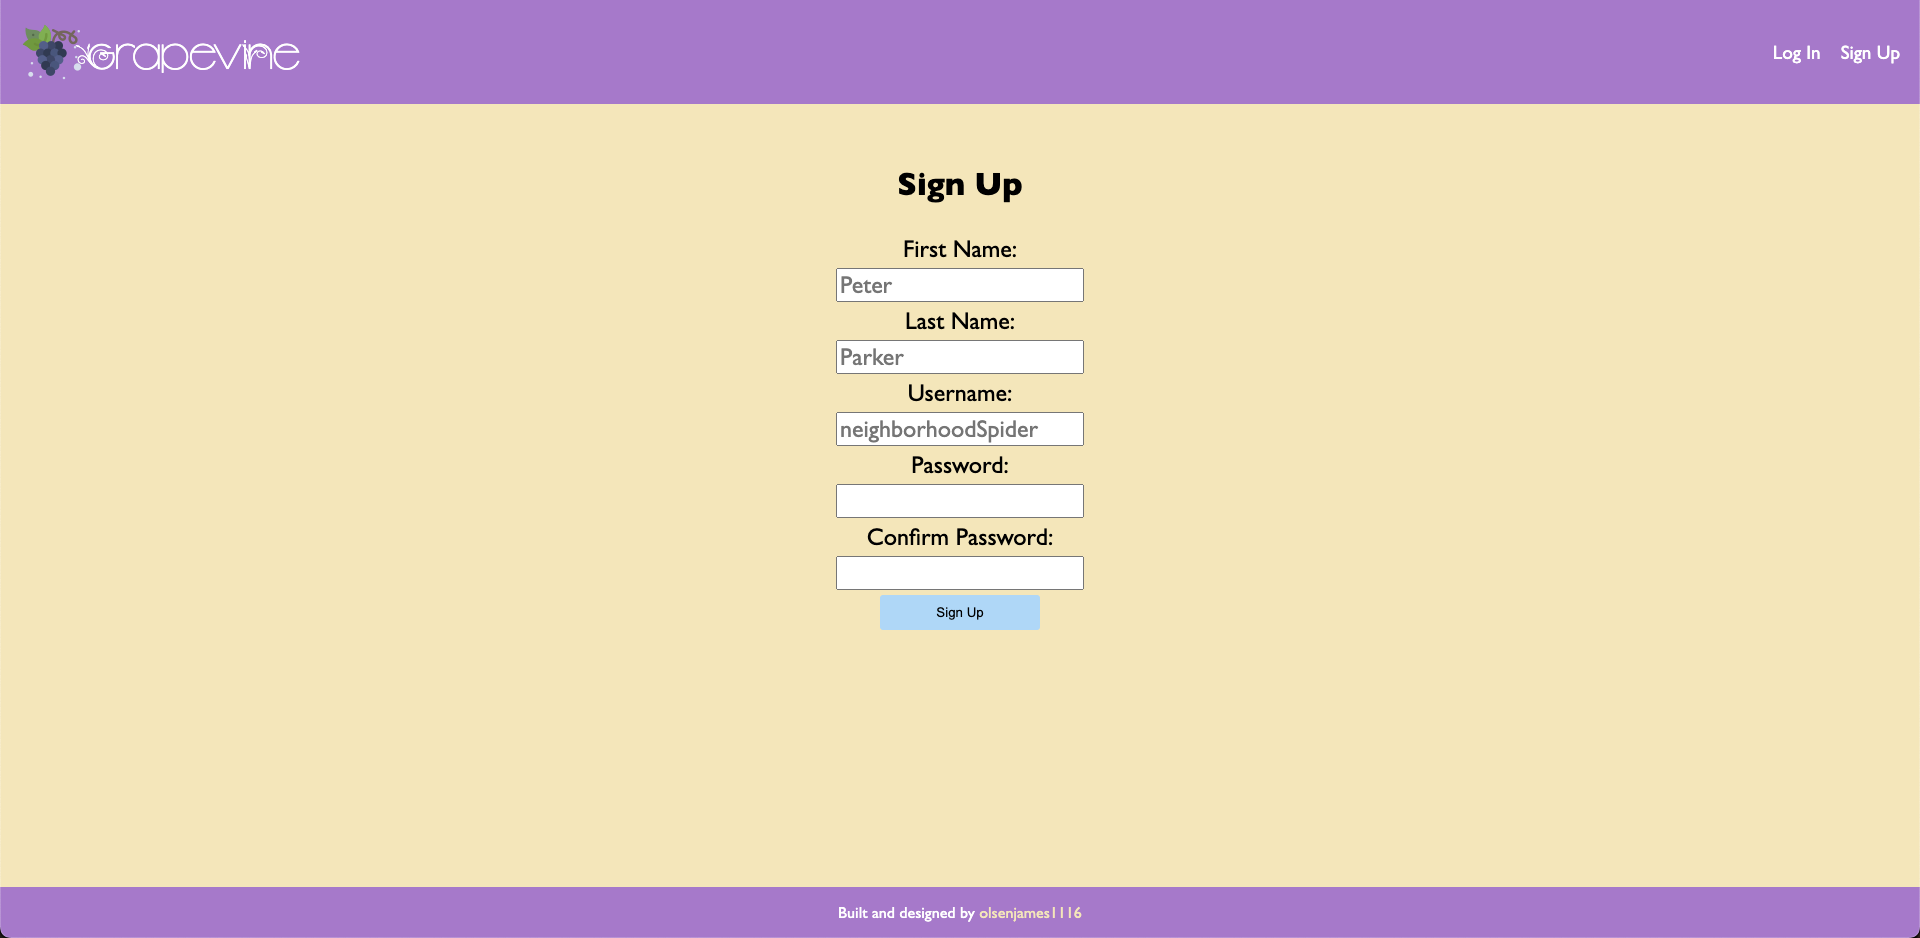 Grapevine
Log In Sign Up
Sign Up
First Name:
Peter
Last Name:
Parker
Username:
neighborhoodSpider
Password:
Confirm Password:
Sign Up
Built and designed by olsenjames1116